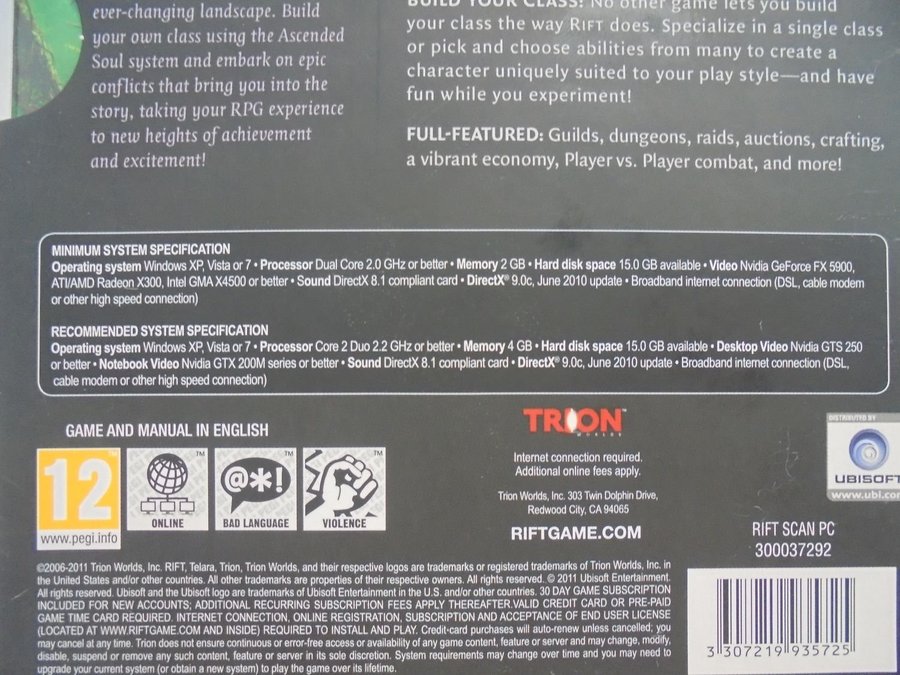 ever-changing landscape. Build
your own class using the Ascended
Soul system and embark on epic
conflicts that bring you into the
story, taking your RPG experience
to new heights of achievement
and excitement!
BUILD YOUR CLASS: No other game lets you build
your class the way RIFT does. Specialize in a single class
or pick and choose abilities from many to create a
character uniquely suited to your play style—and have
fun while you experiment!
FULL-FEATURED: Guilds, dungeons, raids, auctions, crafting,
a vibrant economy, Player vs. Player combat, and more!
MINIMUM SYSTEM SPECIFICATION
Operating system Windows XP, Vista or 7 • Processor Dual Core 2.0 GHz or better • Memory 2 GB • Hard disk space 15.0 GB available • Video Nvidia GeForce FX 5900,
ATI/AMD Radeon X300, Intel GMA X4500 or better • Sound DirectX 8.1 compliant card • DirectX® 9.0c, June 2010 update • Broadband internet connection (DSL, cable modem
or other high speed connection)
RECOMMENDED SYSTEM SPECIFICATION
Operating system Windows XP, Vista or 7 • Processor Core 2 Duo 2.2 GHz or better • Memory 4 GB • Hard disk space 15.0 GB available • Desktop Video Nvidia GTS 250
or better • Notebook Video Nvidia GTX 200M series or better • Sound DirectX 8.1 compliant card • DirectX® 9.0c, June 2010 update • Broadband internet connection (DSL,
cable modem or other high speed connection)
GAME AND MANUAL IN ENGLISH
12
www.pegi.info
ONLINE
TM
@*!
BAD LANGUAGE
TM
VIOLENCE
TM
TRION™
WORLDS
Internet connection required.
Additional online fees apply.
Trion Worlds, Inc. 303 Twin Dolphin Drive,
Redwood City, CA 94065
RIFTGAME.COM
DISTRIBUTED BY
UBISOFT
www.ubi.com
RIFT SCAN PC
300037292
©2006-2011 Trion Worlds, Inc. RIFT, Telara, Trion, Trion Worlds, and their respective logos are trademarks or registered trademarks of Trion Worlds, Inc. in
the United States and/or other countries. All other trademarks are properties of their respective owners. All rights reserved. © 2011 Ubisoft Entertainment.
All rights reserved. Ubisoft and the Ubisoft logo are trademarks of Ubisoft Entertainment in the U.S. and/or other countries. 30 DAY GAME SUBSCRIPTION
INCLUDED FOR NEW ACCOUNTS; ADDITIONAL RECURRING SUBSCRIPTION FEES APPLY THEREAFTER.VALID CREDIT CARD OR PRE-PAID
GAME TIME CARD REQUIRED. INTERNET CONNECTION, ONLINE REGISTRATION, SUBSCRIPTION AND ACCEPTANCE OF END USER LICENSE
(LOCATED AT WWW.RIFTGAME.COM AND INSIDE) REQUIRED TO INSTALL AND PLAY. Credit-card purchases will auto-renew unless cancelled; you
may cancel at any time. Trion does not ensure continuous or error-free access or availability of any game content, feature or server and may change, modify,
disable, suspend or remove any such content, feature or server in its sole discretion. System requirements may change over time and you may need to
upgrade your current system (or obtain a new system) to play the game over its lifetime.
3 307219 935725